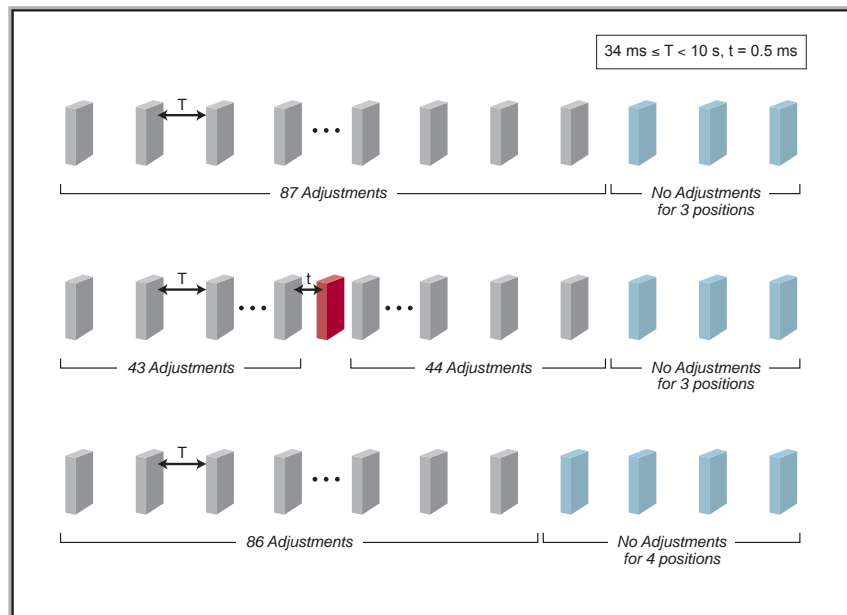 34 ms ≤ T < 10 s, t = 0.5 ms
T
87 Adjustments
No Adjustments
for 3 positions
T
t
43 Adjustments
44 Adjustments
No Adjustments
for 3 positions
T
86 Adjustments
No Adjustments
for 4 positions